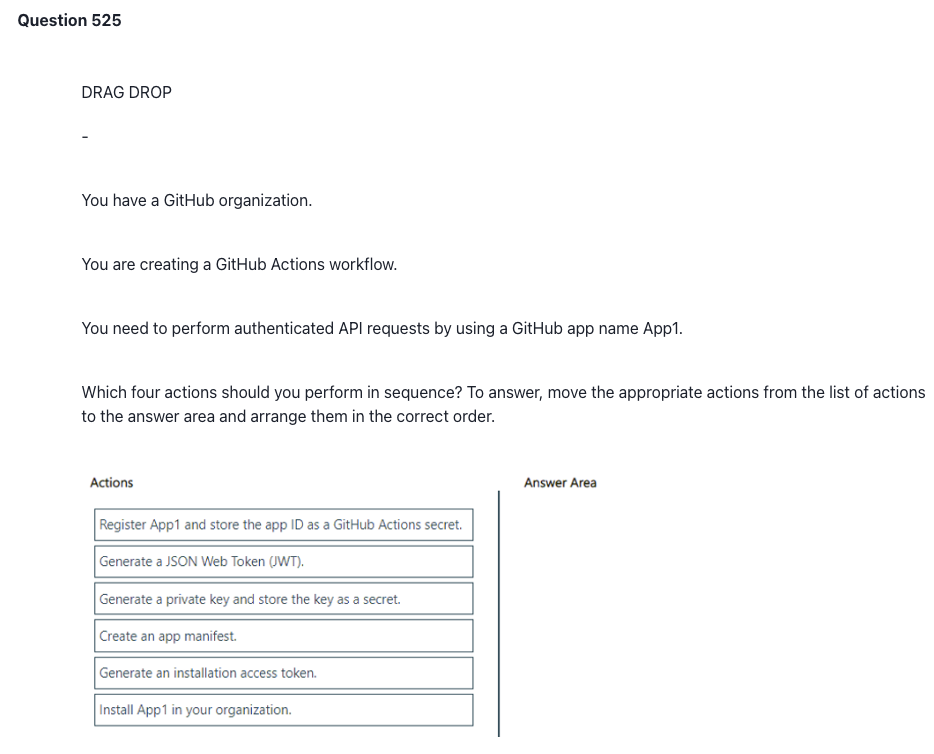 Question 525
DRAG DROP
-
You have a GitHub organization.
You are creating a GitHub Actions workflow.
You need to perform authenticated API requests by using a GitHub app name App1.
Which four actions should you perform in sequence? To answer, move the appropriate actions from the list of actions
to the answer area and arrange them in the correct order.
Actions
Answer Area
Register App1 and store the app ID as a GitHub Actions secret.
Generate a JSON Web Token (JWT).
Generate a private key and store the key as a secret.
Create an app manifest.
Generate an installation access token.
Install App1 in your organization.